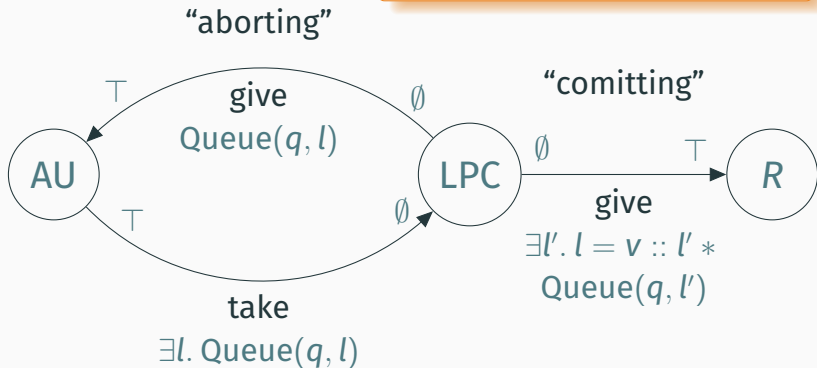 “aborting”
⊤
give
∅
Queue(q, l)
“comitting”
AU
LPC
∅
⊤
R
give
∃l′. l = v :: l′ ∗
Queue(q, l′)
⊤
∅
take
∃l. Queue(q, l)